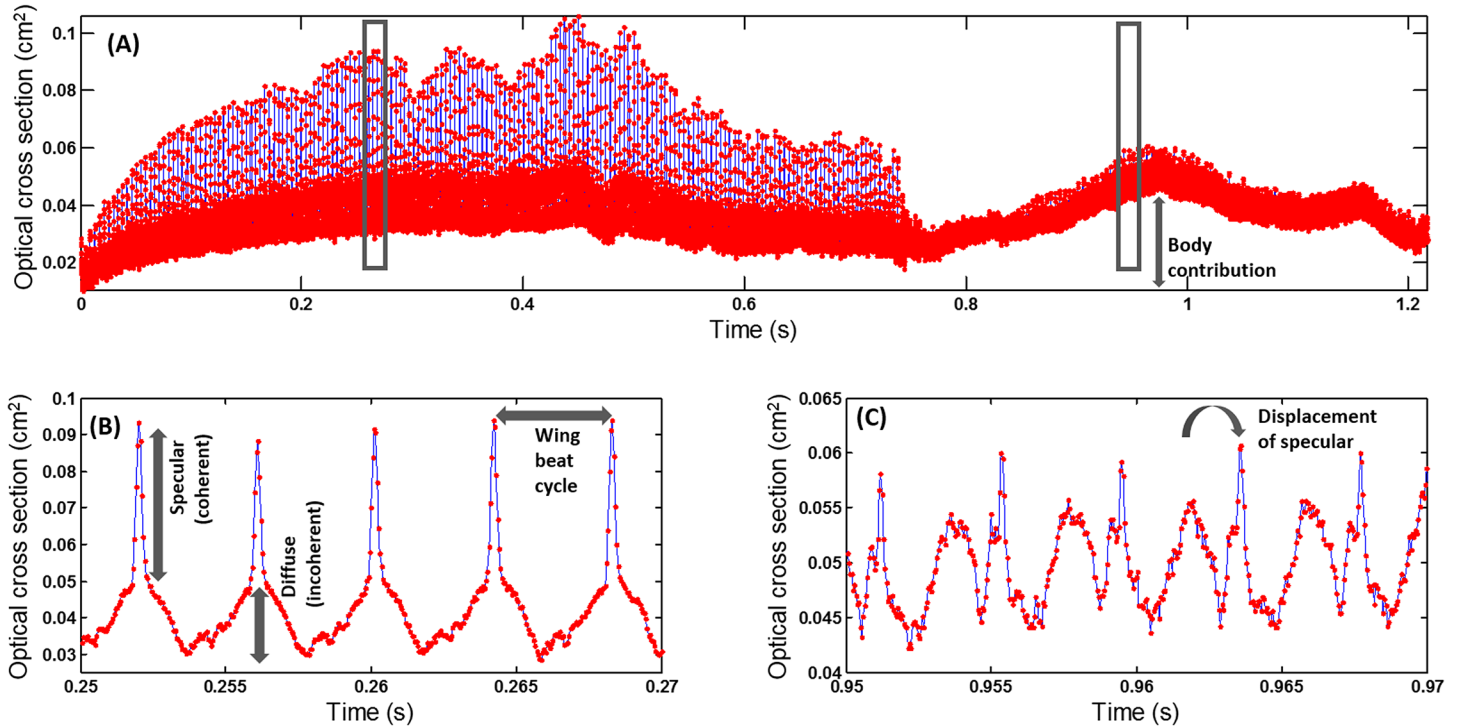 (A)
Optical cross section (cm²)
0.1
0.08
0.06
0.04
0.02
Body
contribution
0 0.2 0.4 0.6 0.8 1 1.2
Time (s)
(B)
Optical cross section (cm²)
0.1
0.09
0.08
0.07
0.06
0.05
0.04
0.03
Specular
(coherent)
Diffuse
(incoherent)
Wing
beat
cycle
0.25 0.255 0.26 0.265 0.27
Time (s)
(C)
Optical cross section (cm²)
0.065
0.06
0.055
0.05
0.045
0.04
Displacement
of specular
0.95 0.955 0.96 0.965 0.97
Time (s)